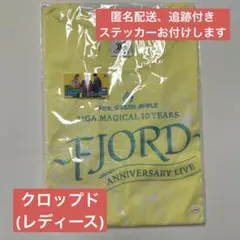 匿名配送、追跡付き
ステッカーお付けします
Mrs. GREEN APPLE
MGA MAGICAL 10 YEARS
~FJORD~
ANNIVERSARY LIVE
クロップド
(レディース)